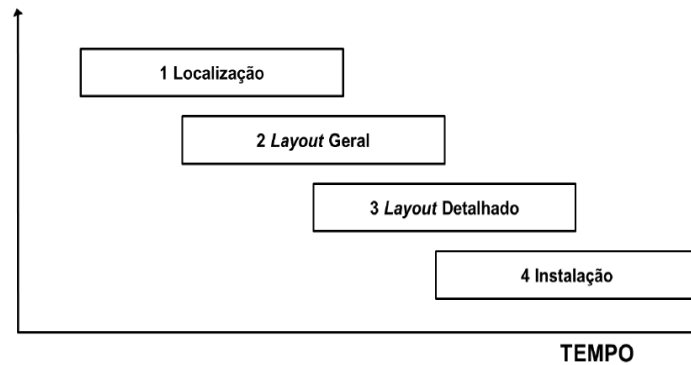 1 Localização
2 Layout Geral
3 Layout Detalhado
4 Instalação
TEMPO